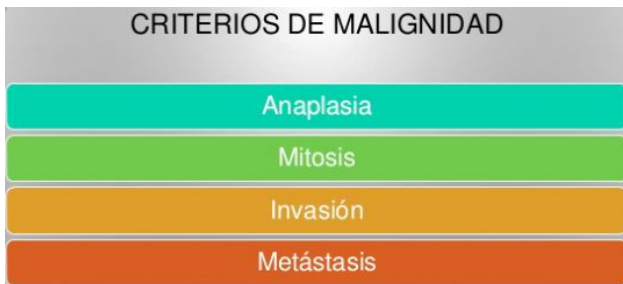 CRITERIOS DE MALIGNIDAD
Anaplasia
Mitosis
Invasión
Metástasis